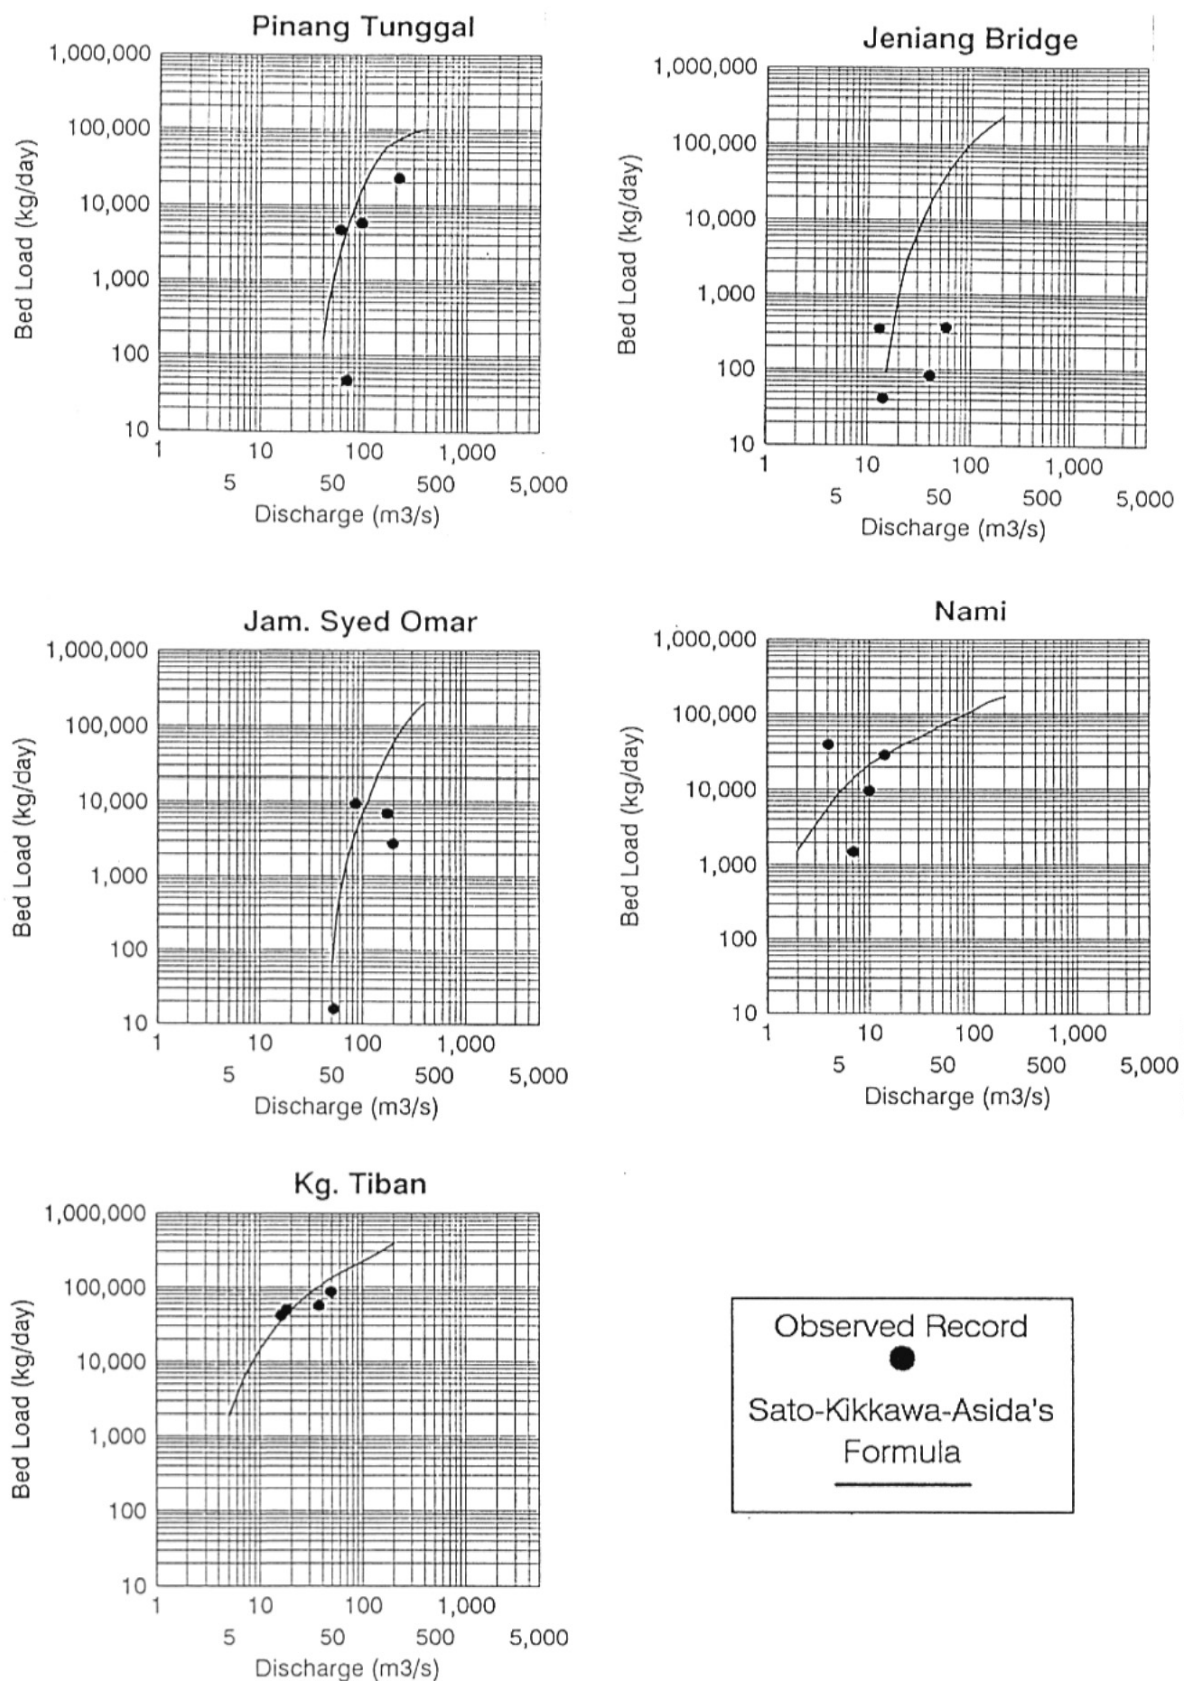 Pinang Tunggal
1,000,000
100,000
10,000
1,000
100
10
Bed Load (kg/day)
1 10 100 1,000
5 50 500 5,000
Discharge (m3/s)
Jeniang Bridge
1,000,000
100,000
10,000
1,000
100
10
Bed Load (kg/day)
1 10 100 1,000
5 50 500 5,000
Discharge (m3/s)
Jam. Syed Omar
1,000,000
100,000
10,000
1,000
100
10
Bed Load (kg/day)
1 10 100 1,000
5 50 500 5,000
Discharge (m3/s)
Nami
1,000,000
100,000
10,000
1,000
100
10
Bed Load (kg/day)
1 10 100 1,000
5 50 500 5,000
Discharge (m3/s)
Kg. Tiban
1,000,000
100,000
10,000
1,000
100
10
Bed Load (kg/day)
1 10 100 1,000
5 50 500 5,000
Discharge (m3/s)
Observed Record
Sato-Kikkawa-Asida's
Formula